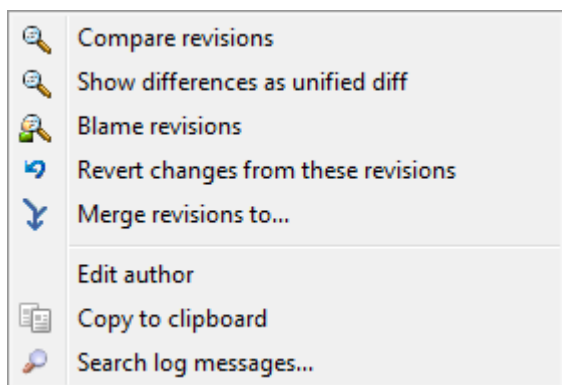 Compare revisions
Show differences as unified diff
Blame revisions
Revert changes from these revisions
Merge revisions to...
Edit author
Copy to clipboard
Search log messages...